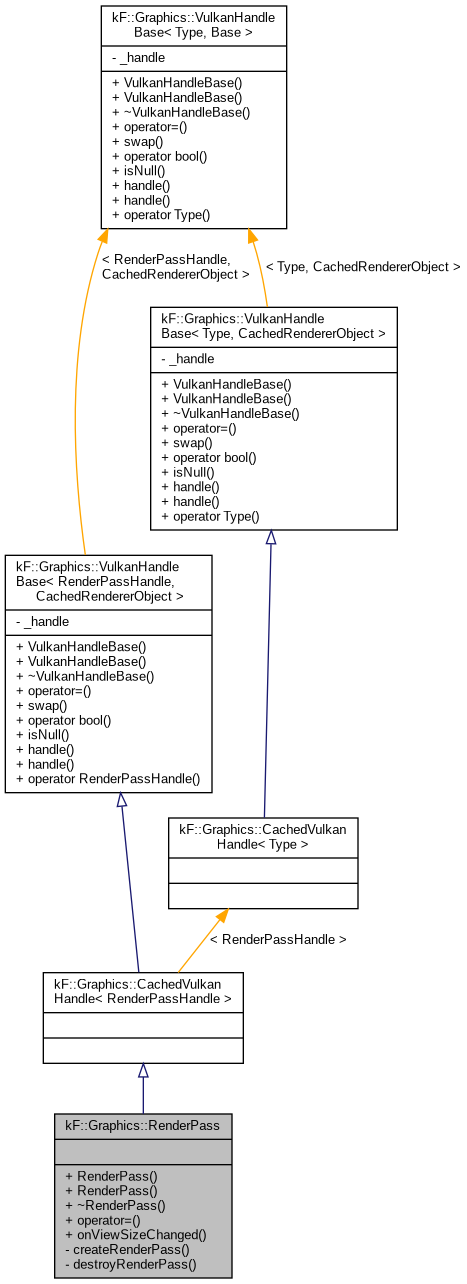 kF::Graphics::VulkanHandle
Base< Type, Base >
- _handle
+ VulkanHandleBase()
+ VulkanHandleBase()
+ ~VulkanHandleBase()
+ operator=()
+ swap()
+ operator bool()
+ isNull()
+ handle()
+ handle()
+ operator Type()
< RenderPassHandle,
CachedRendererObject >
< Type, CachedRendererObject >
kF::Graphics::VulkanHandle
Base< Type, CachedRendererObject >
- _handle
+ VulkanHandleBase()
+ VulkanHandleBase()
+ ~VulkanHandleBase()
+ operator=()
+ swap()
+ operator bool()
+ isNull()
+ handle()
+ handle()
+ operator Type()
kF::Graphics::VulkanHandle
Base< RenderPassHandle,
CachedRendererObject >
- _handle
+ VulkanHandleBase()
+ VulkanHandleBase()
+ ~VulkanHandleBase()
+ operator=()
+ swap()
+ operator bool()
+ isNull()
+ handle()
+ handle()
+ operator RenderPassHandle()
kF::Graphics::CachedVulkan
Handle< Type >
< RenderPassHandle >
kF::Graphics::CachedVulkan
Handle< RenderPassHandle >
kF::Graphics::RenderPass
+ RenderPass()
+ RenderPass()
+ ~RenderPass()
+ operator=()
+ onViewSizeChanged()
- createRenderPass()
- destroyRenderPass()